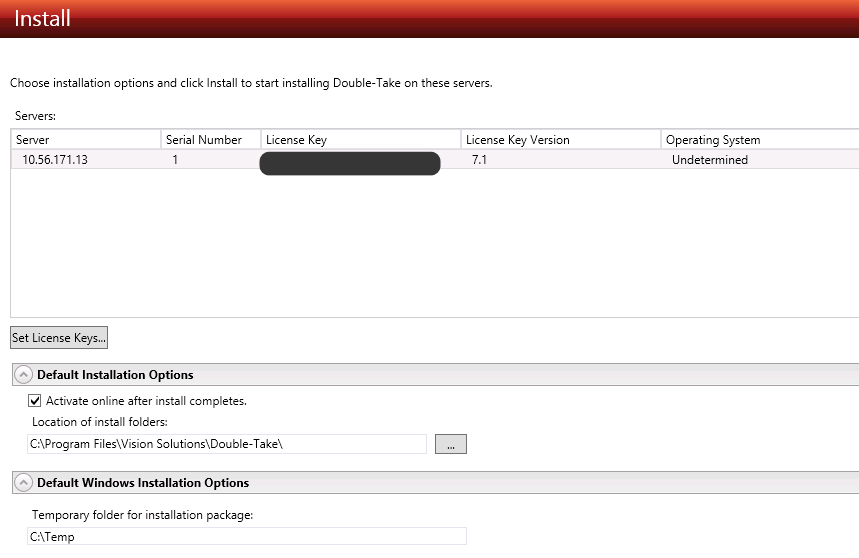 Install
Choose installation options and click Install to start installing Double-Take on these servers.
Servers:
Server Serial Number License Key License Key Version Operating System
10.56.171.13 1 7.1 Undetermined
Set License Keys...
Default Installation Options
Activate online after install completes.
Location of install folders:
C:\Program Files\Vision Solutions\Double-Take\ ...
Default Windows Installation Options
Temporary folder for installation package:
C:\Temp